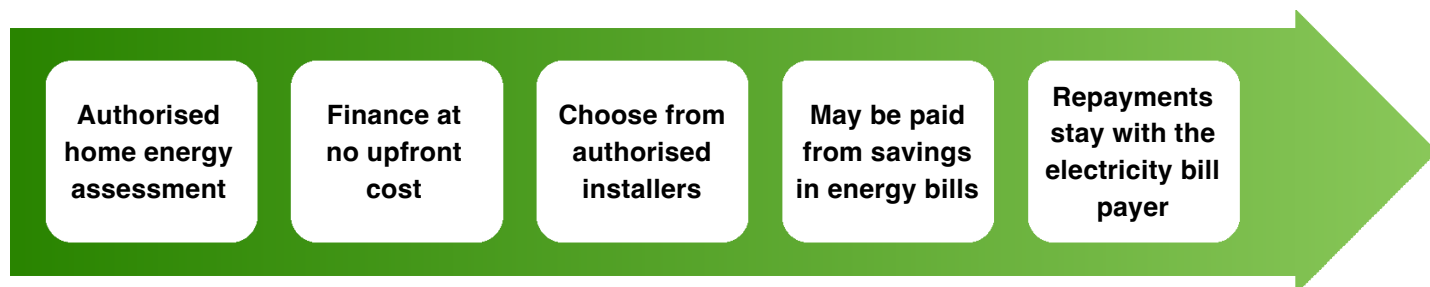 Authorised
home energy
assessment
Finance at
no upfront
cost
Choose from
authorised
installers
May be paid
from savings
in energy bills
Repayments
stay with the
electricity bill
payer